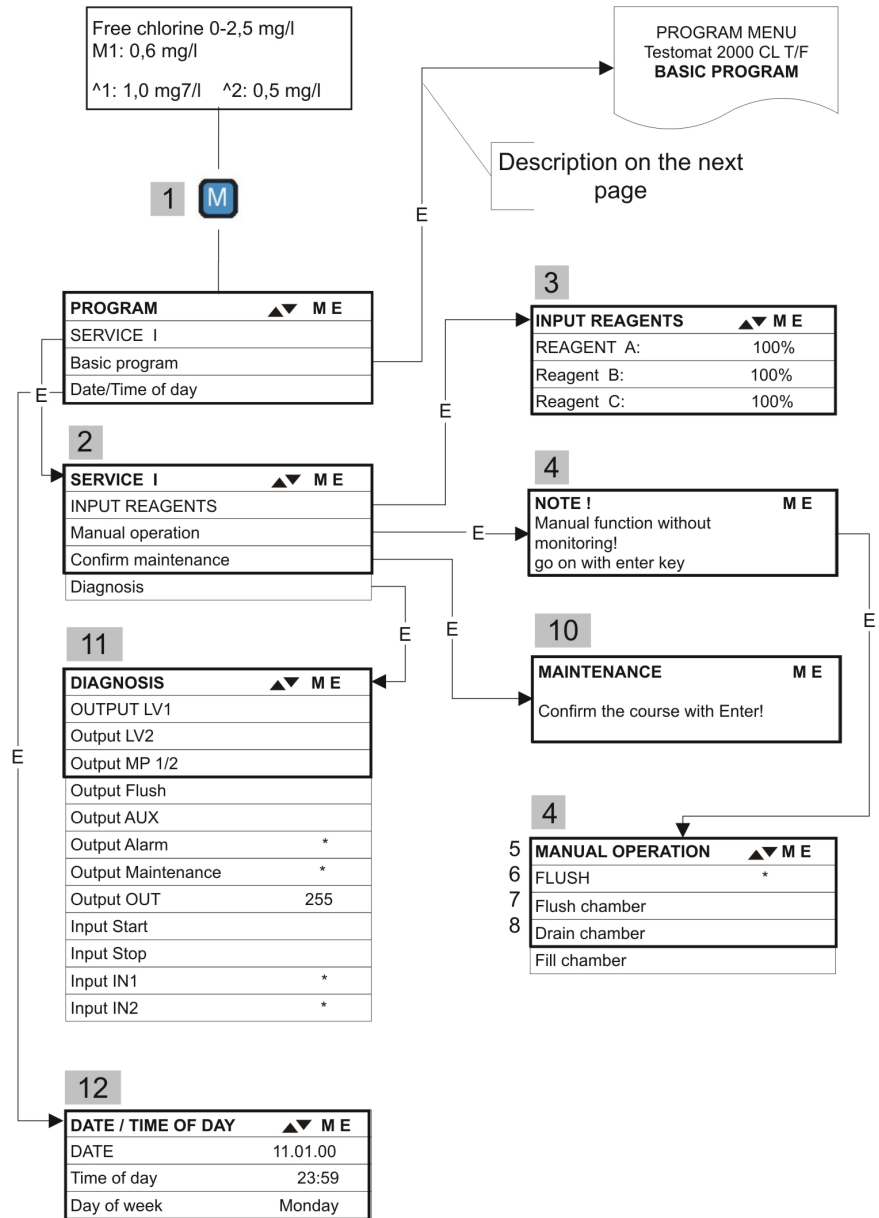 Free chlorine 0-2,5 mg/l
M1: 0,6 mg/l
^1: 1,0 mg7/l ^2: 0,5 mg/l
PROGRAM MENU
Testomat 2000 CL T/F
BASIC PROGRAM
Description on the next
page
1 M
E
PROGRAM ▲▼ M E
SERVICE I
Basic program
Date/Time of day
E
2
SERVICE I ▲▼ M E
INPUT REAGENTS
Manual operation
Confirm maintenance
Diagnosis
E
3
INPUT REAGENTS ▲▼ M E
REAGENT A: 100%
Reagent B: 100%
Reagent C: 100%
E
4
NOTE ! M E
Manual function without
monitoring!
go on with enter key
E
E
E
10
MAINTENANCE M E
Confirm the course with Enter!
11
DIAGNOSIS ▲▼ M E
OUTPUT LV1
Output LV2
Output MP 1/2
Output Flush
Output AUX
Output Alarm *
Output Maintenance *
Output OUT 255
Input Start
Input Stop
Input IN1 *
Input IN2 *
E
4
5 MANUAL OPERATION ▲▼ M E
6 FLUSH *
7 Flush chamber
8 Drain chamber
Fill chamber
12
DATE / TIME OF DAY ▲▼ M E
DATE 11.01.00
Time of day 23:59
Day of week Monday